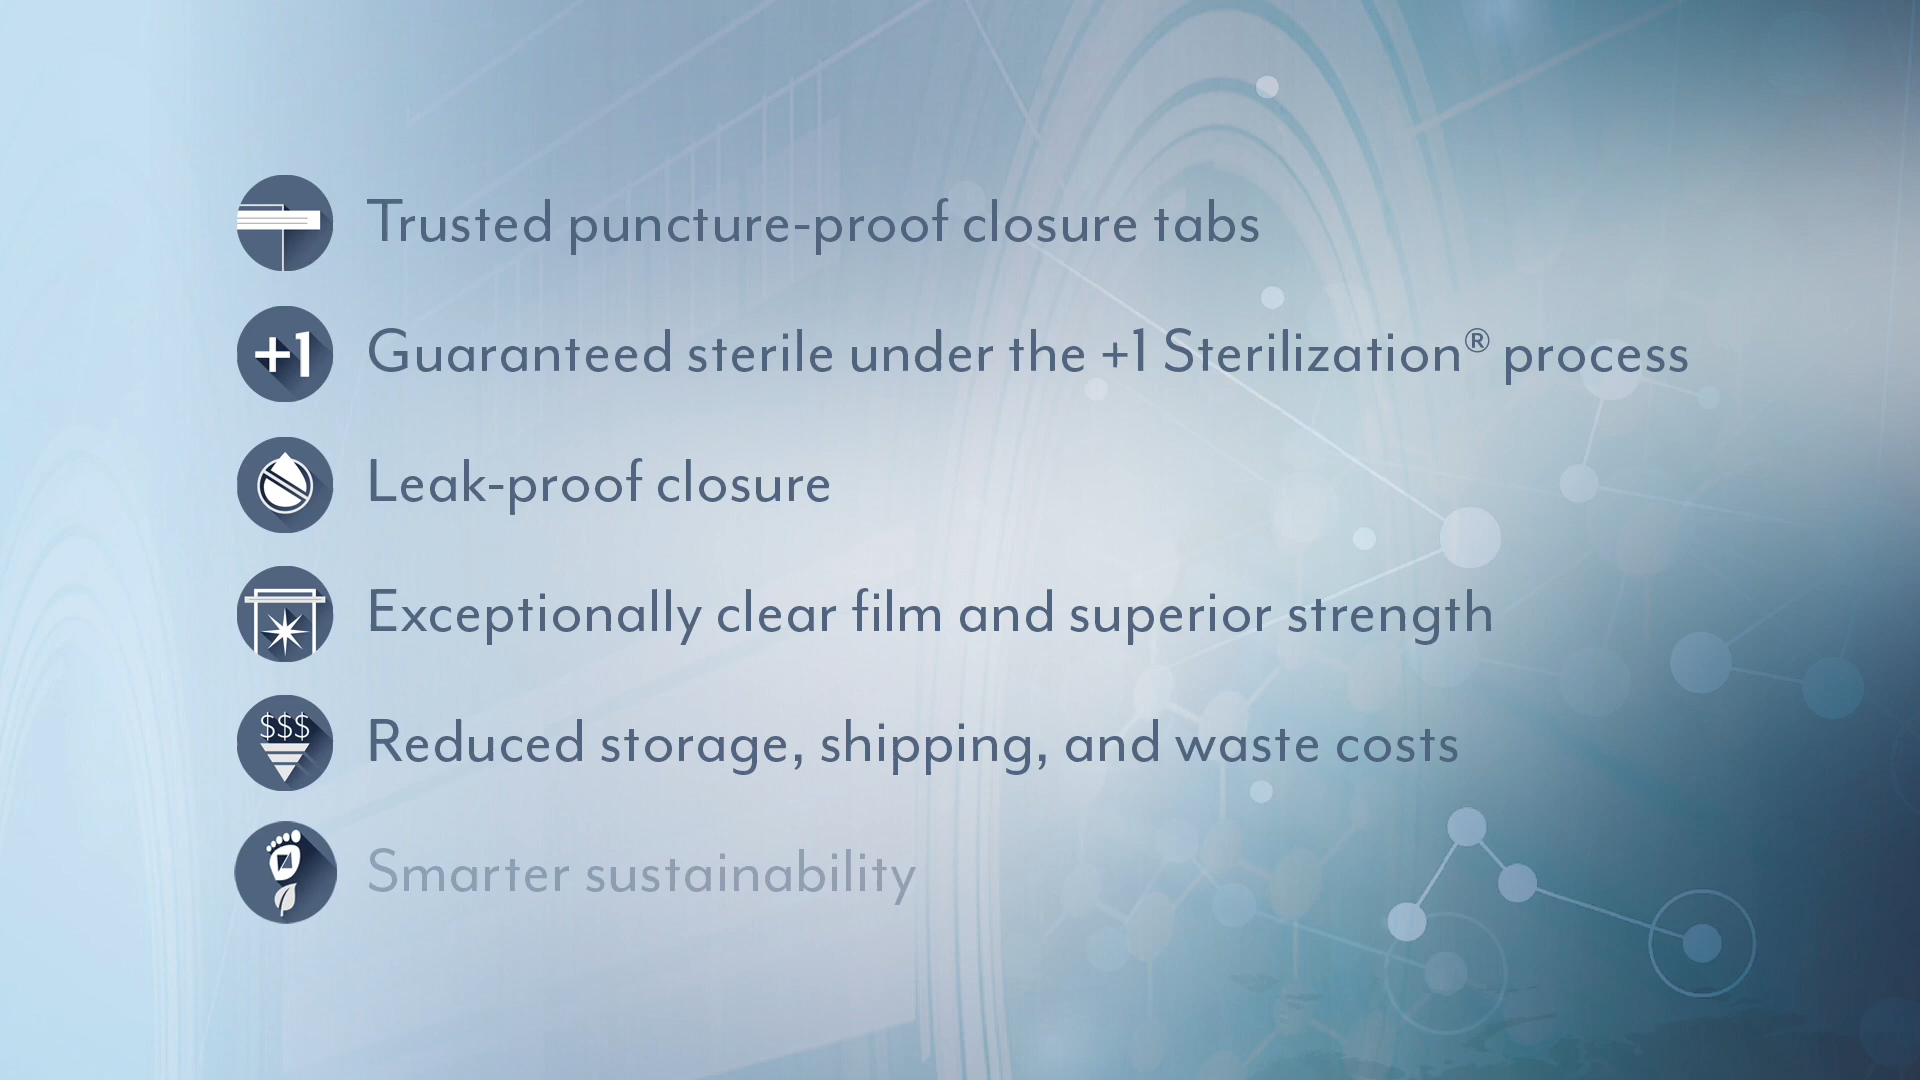 Trusted puncture-proof closure tabs
+1 Guaranteed sterile under the +1 Sterilization® process
Leak-proof closure
Exceptionally clear film and superior strength
$$$ Reduced storage, shipping, and waste costs
Smarter sustainability